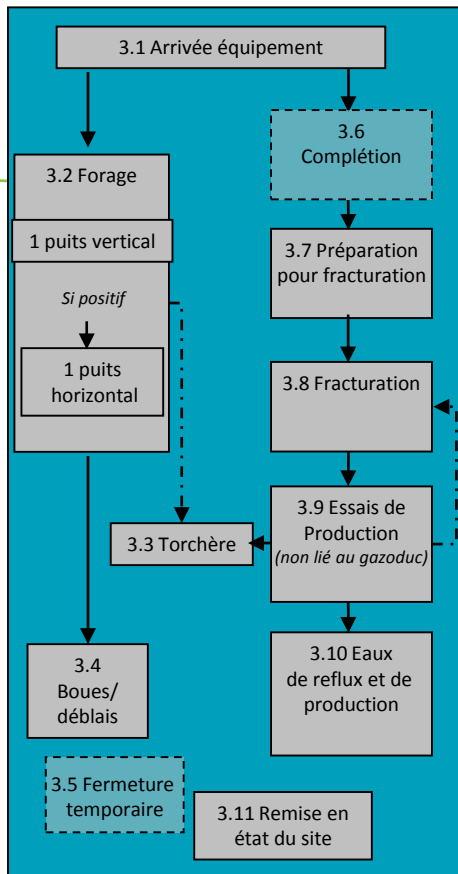 3.1 Arrivée équipement
3.2 Forage
1 puits vertical
Si positif
1 puits
horizontal
3.3 Torchère
3.4
Boues/
déblais
3.5 Fermeture
temporaire
3.6
Complétion
3.7 Préparation
pour fracturation
3.8 Fracturation
3.9 Essais de
Production
(non lié au gazoduc)
3.10 Eaux
de reflux et de
production
3.11 Remise en
état du site